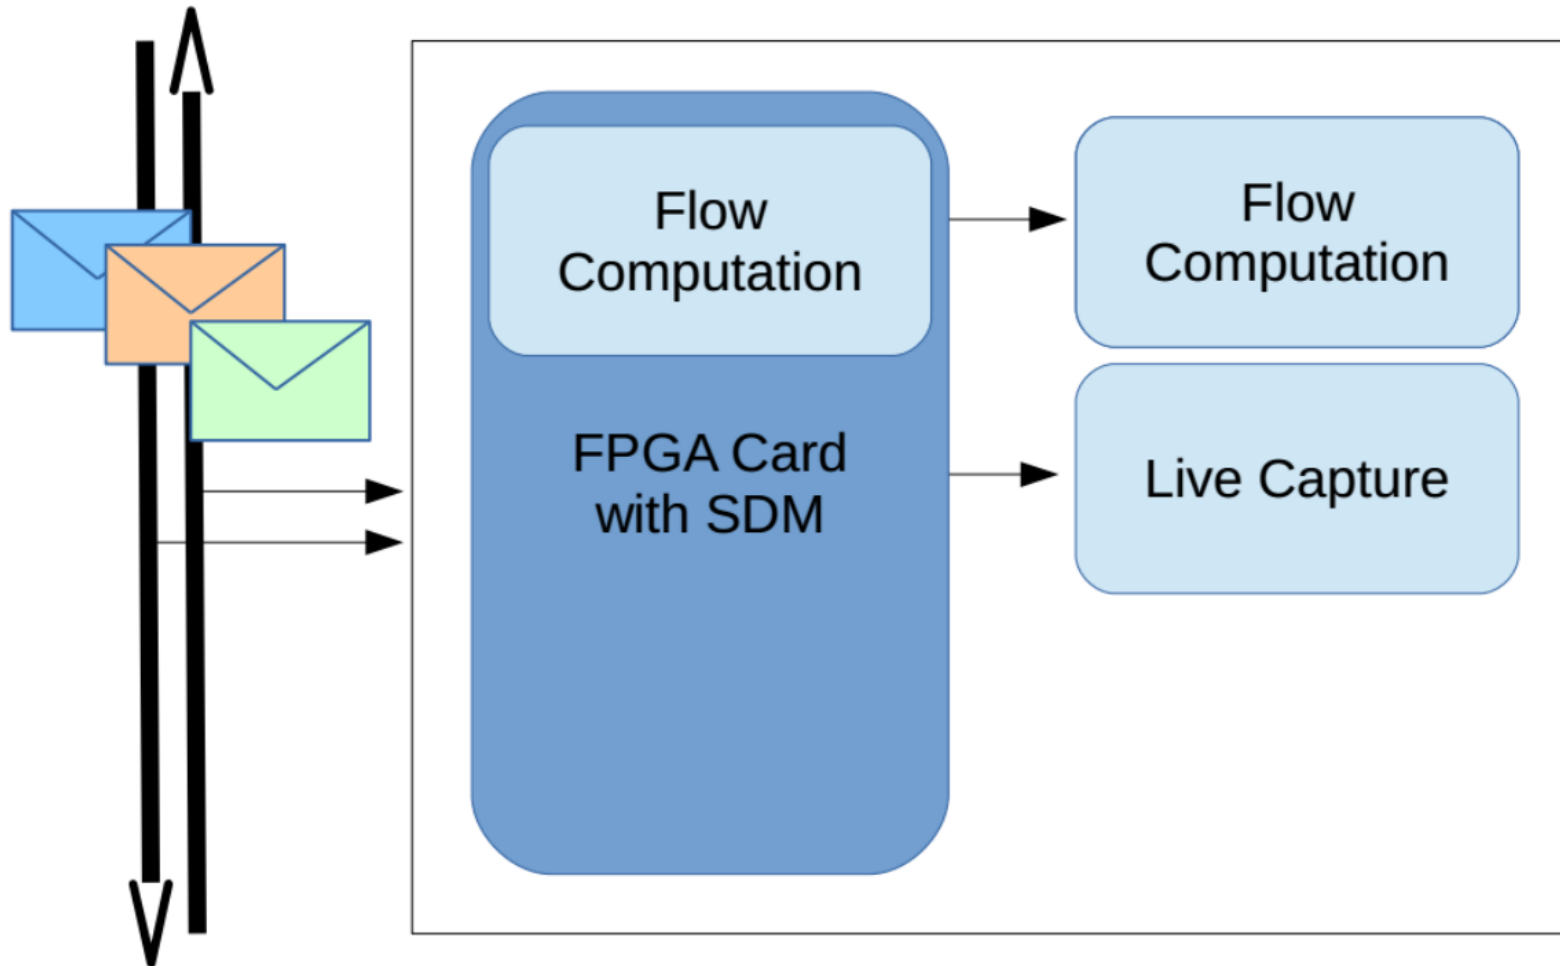 Flow
Computation
FPGA Card
with SDM
Flow
Computation
Live Capture